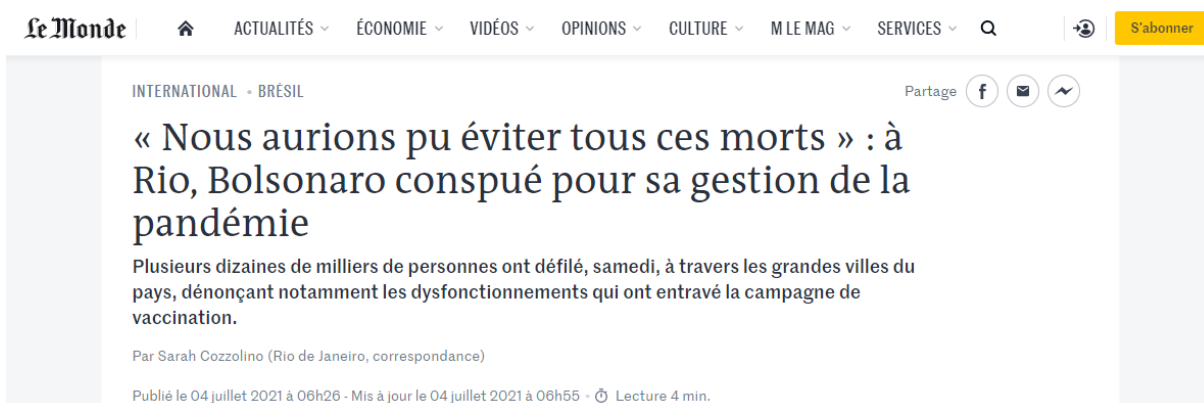 Le Monde ACTUALITÉS ÉCONOMIE VIDÉOS OPINIONS CULTURE M LE MAG SERVICES S'abonner
INTERNATIONAL • BRÉSIL Partage
« Nous aurions pu éviter tous ces morts » : à
Rio, Bolsonaro conspué pour sa gestion de la
pandémie
Plusieurs dizaines de milliers de personnes ont défilé, samedi, à travers les grandes villes du
pays, dénonçant notamment les dysfonctionnements qui ont entravé la campagne de
vaccination.
Par Sarah Cozzolino (Rio de Janeiro, correspondance)
Publié le 04 juillet 2021 à 06h26 - Mis à jour le 04 juillet 2021 à 06h55 • Lecture 4 min.